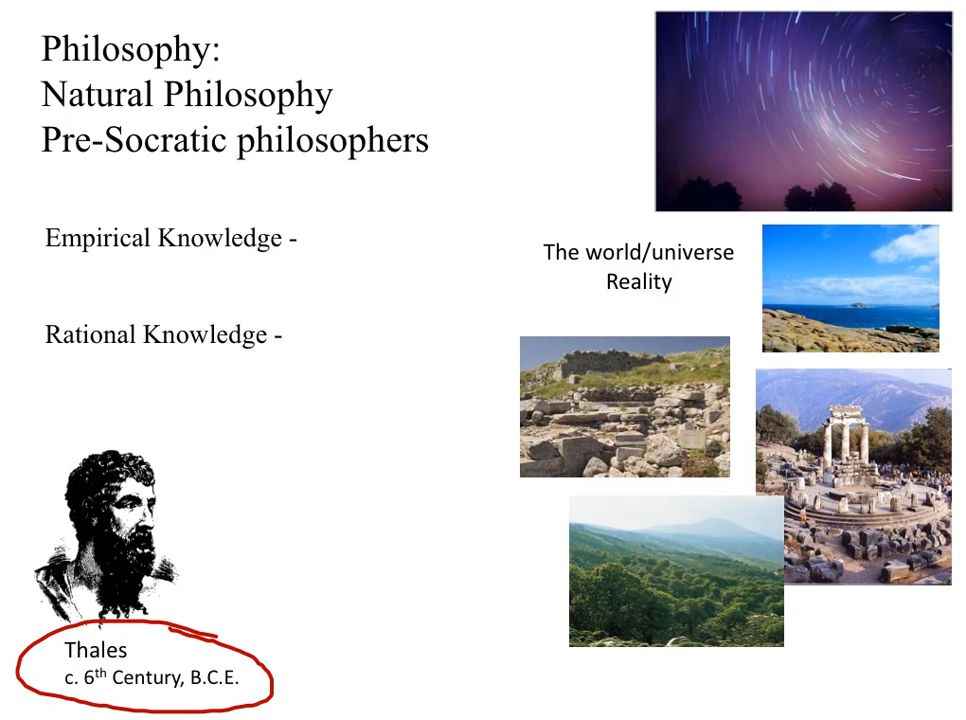 Philosophy:
Natural Philosophy
Pre-Socratic philosophers
Empirical Knowledge -
The world/universe
Reality
Rational Knowledge -
Thales
c. 6th Century, B.C.E.